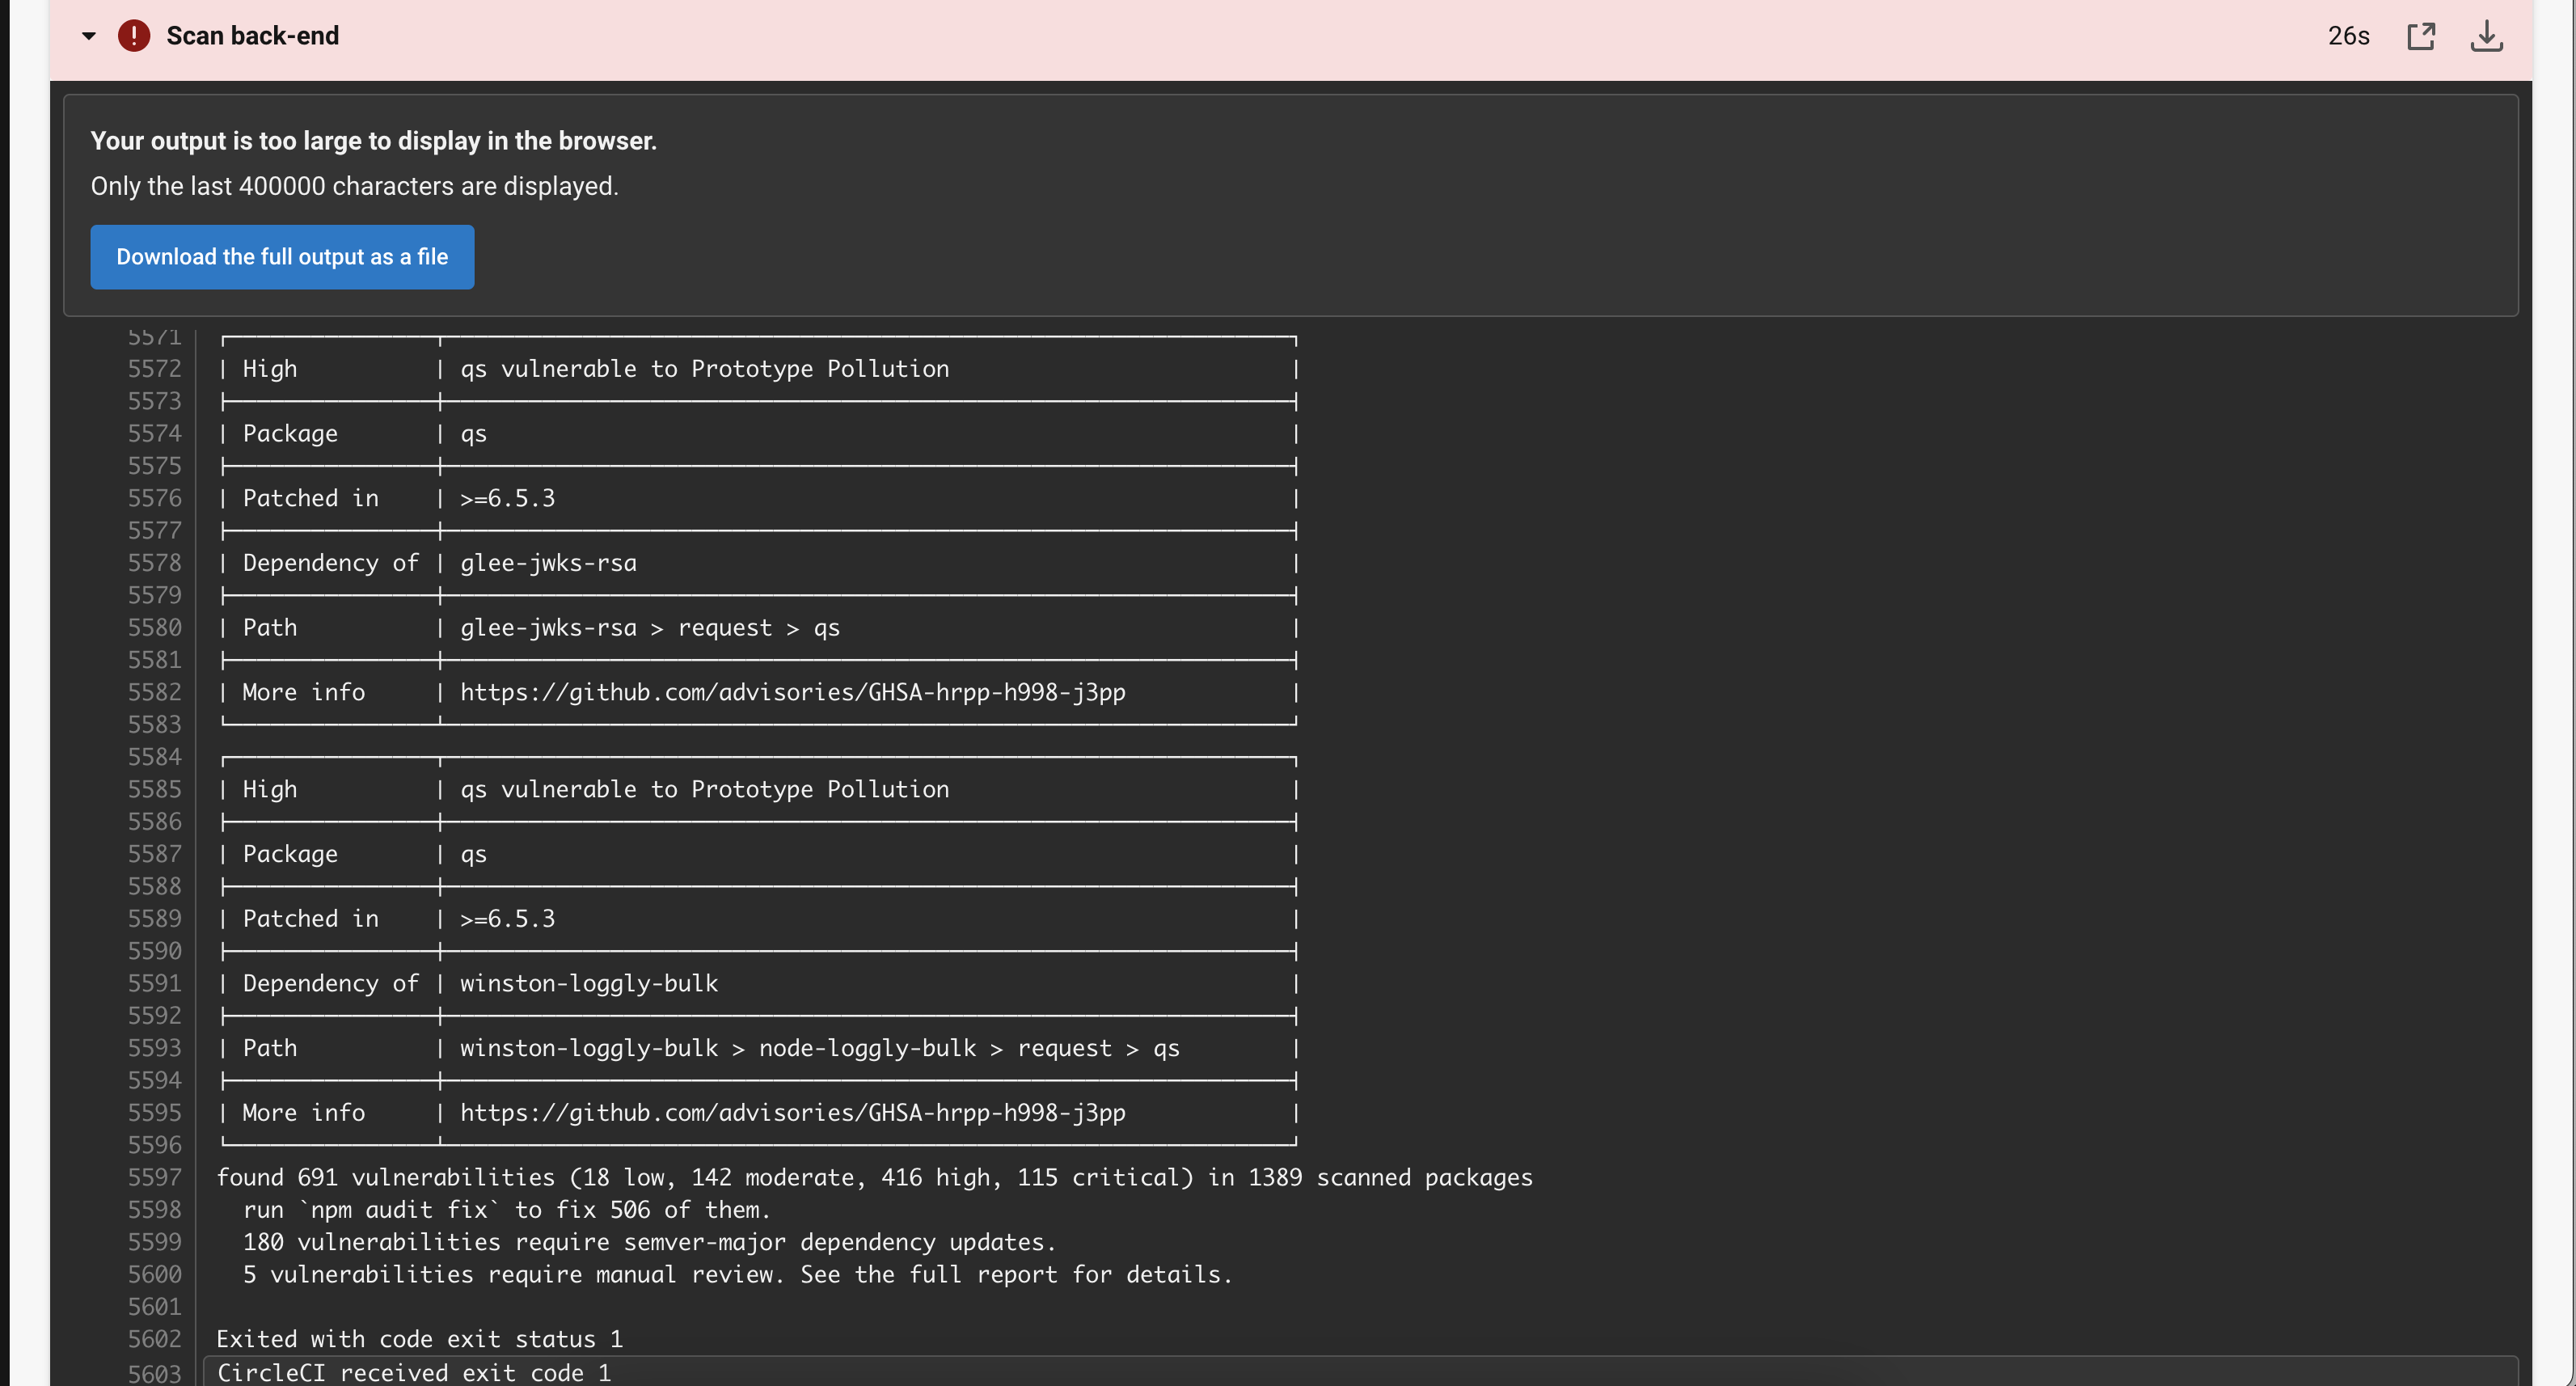 Scan back-end 26s
Your output is too large to display in the browser.
Only the last 400000 characters are displayed.
Download the full output as a file
5571
5572 | High | qs vulnerable to Prototype Pollution |
5573
5574 | Package | qs |
5575
5576 | Patched in | >=6.5.3 |
5577
5578 | Dependency of | glee-jwks-rsa |
5579
5580 | Path | glee-jwks-rsa > request > qs |
5581
5582 | More info | https://github.com/advisories/GHSA-hrpp-h998-j3pp |
5583
5584
5585 | High | qs vulnerable to Prototype Pollution |
5586
5587 | Package | qs |
5588
5589 | Patched in | >=6.5.3 |
5590
5591 | Dependency of | winston-loggly-bulk |
5592
5593 | Path | winston-loggly-bulk > node-loggly-bulk > request > qs |
5594
5595 | More info | https://github.com/advisories/GHSA-hrpp-h998-j3pp |
5596
5597 found 691 vulnerabilities (18 low, 142 moderate, 416 high, 115 critical) in 1389 scanned packages
5598 run `npm audit fix` to fix 506 of them.
5599 180 vulnerabilities require semver-major dependency updates.
5600 5 vulnerabilities require manual review. See the full report for details.
5601
5602 Exited with code exit status 1
5603 CircleCI received exit code 1